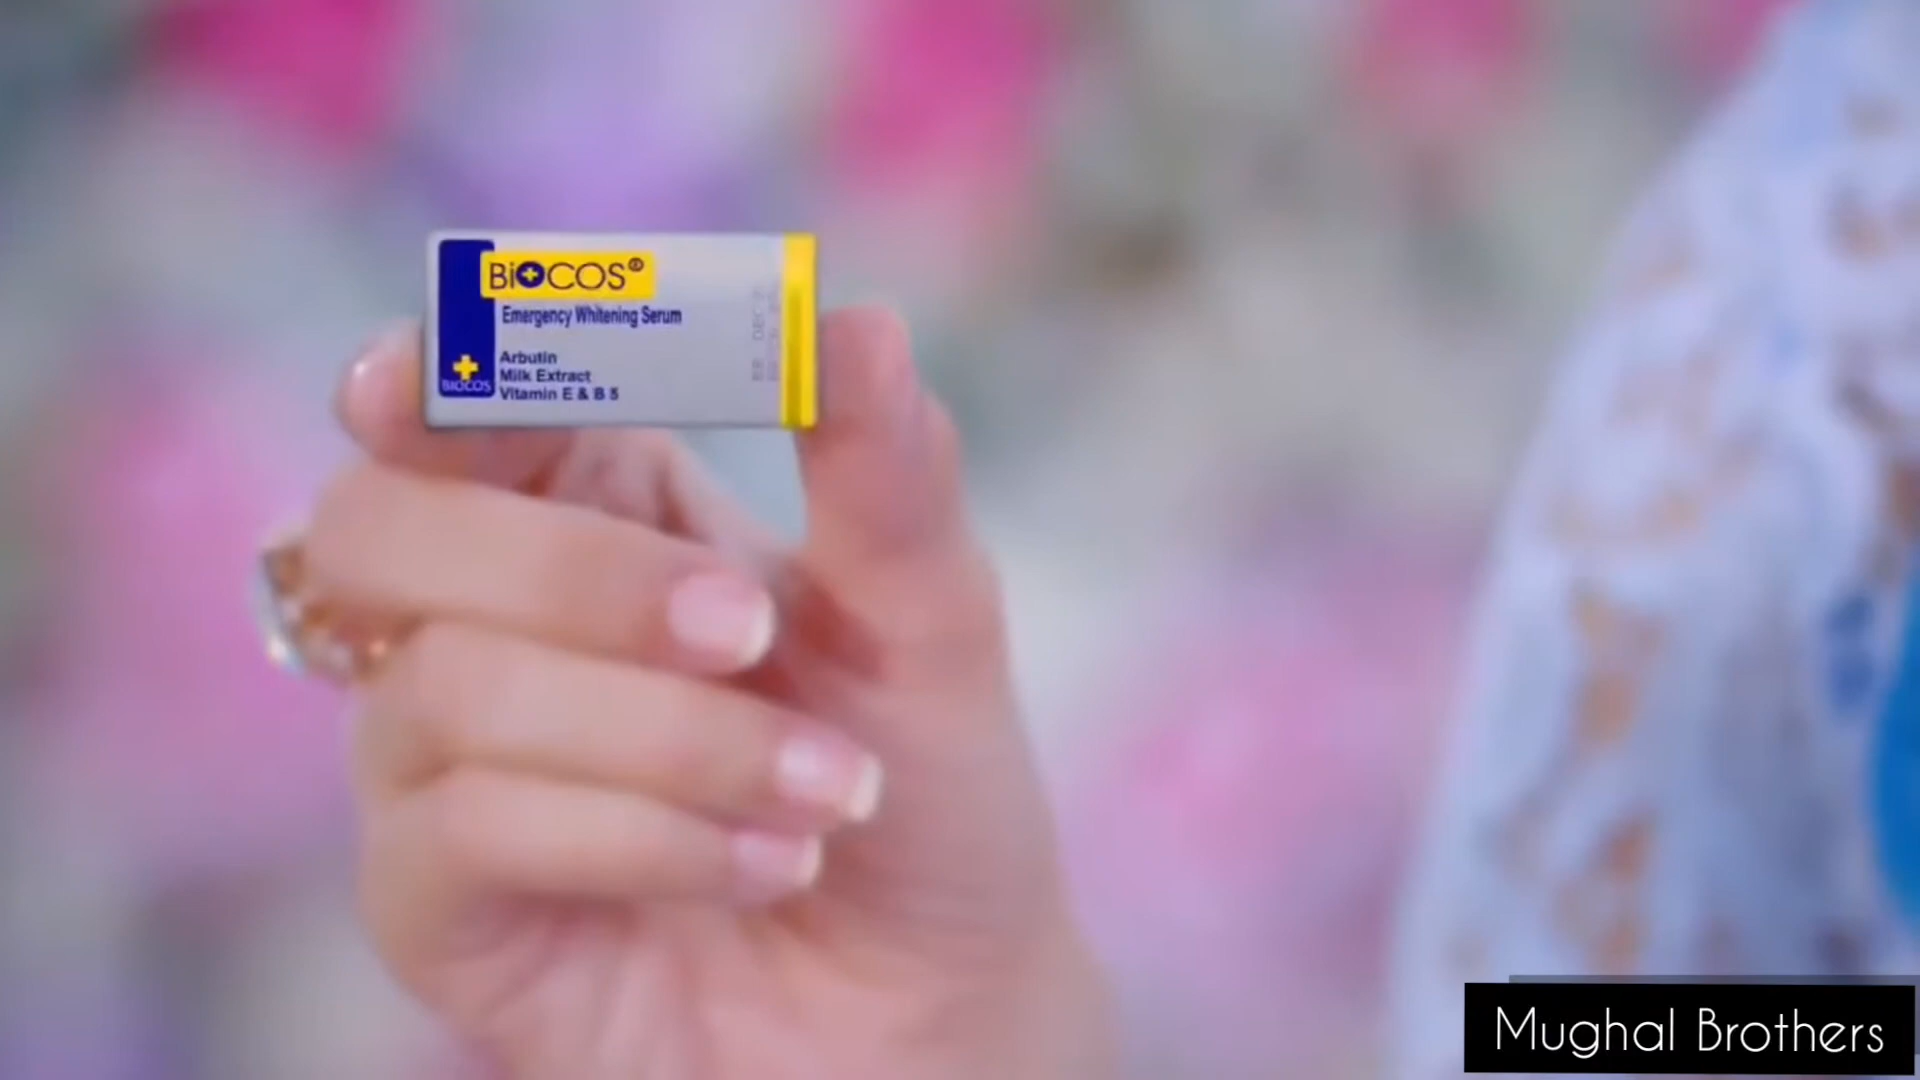 BiOCOS®
Emergency Whitening Serum
Arbutin
Milk Extract
Vitamin E & B 5
BIOCOS
Mughal Brothers